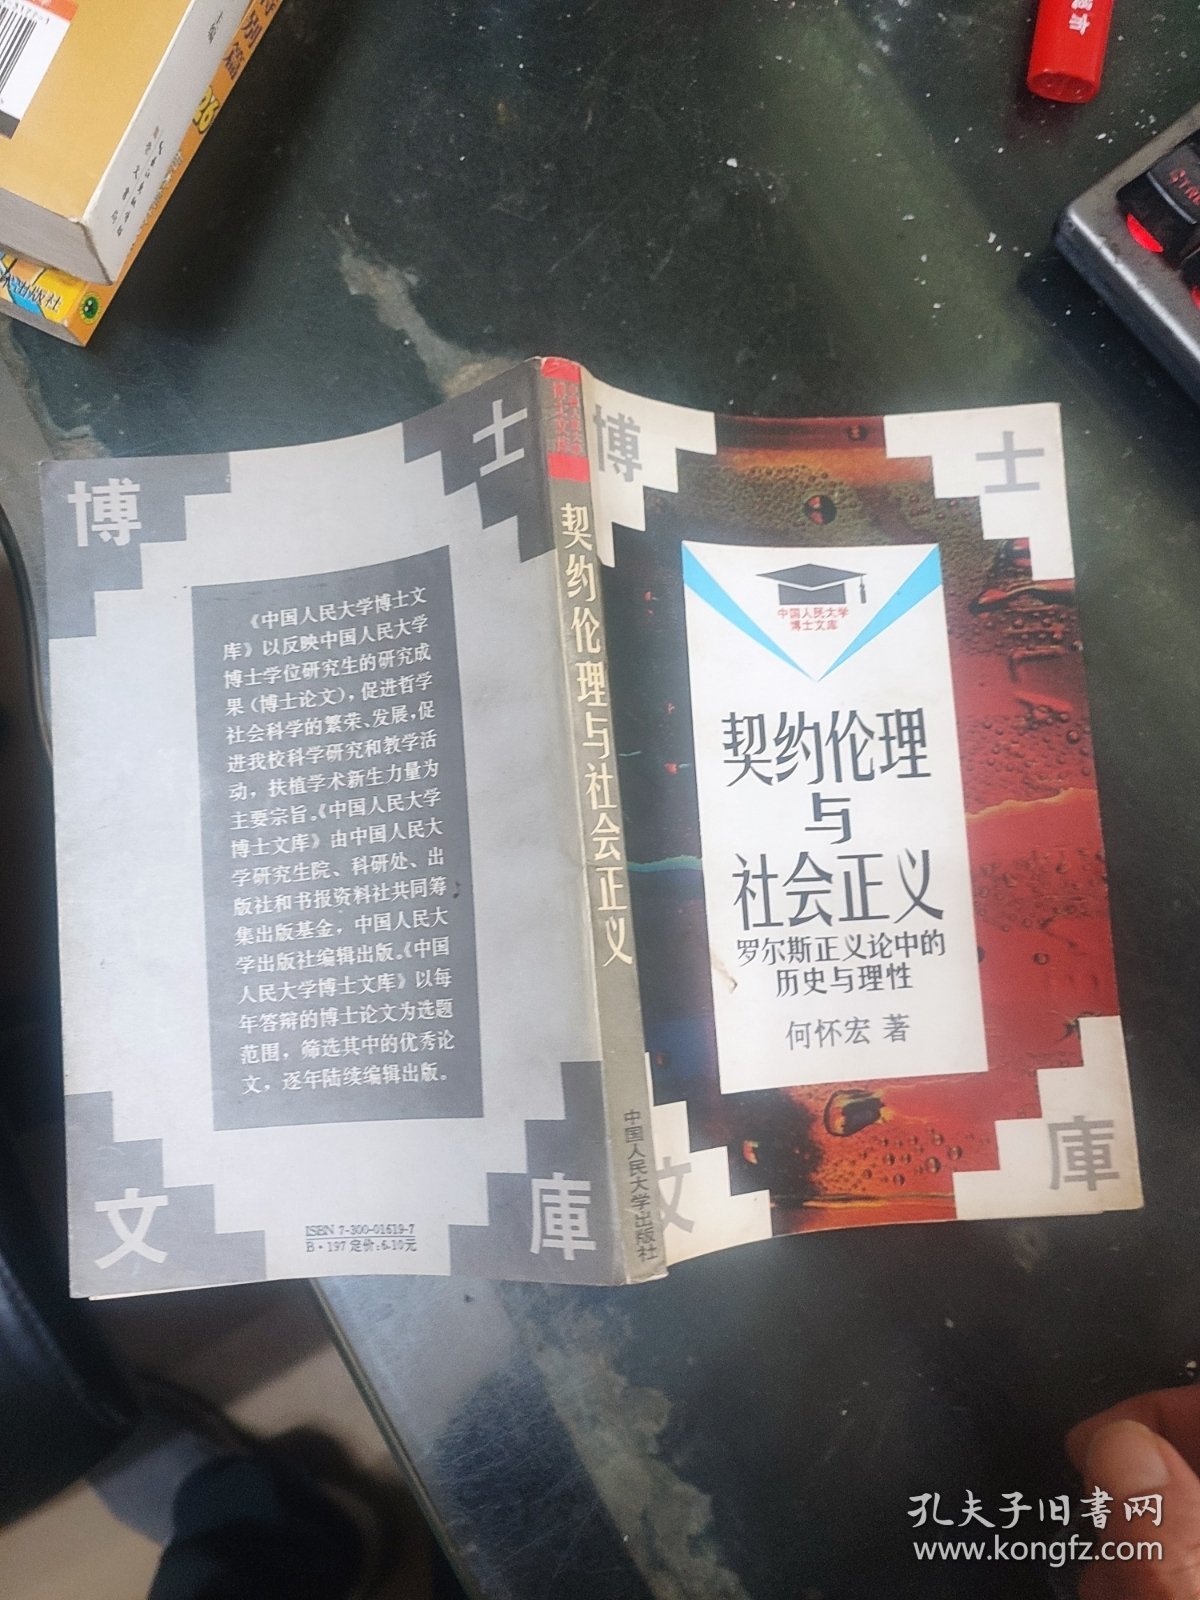 特别篇
26
出版社
博
士
《中国人民大学博士文
库》以反映中国人民大学
博士学位研究生的研究成
果(博士论文),促进哲学
社会科学的繁荣、发展,促
进我校科学研究和教学活
动，扶植学术新生力量为
主要宗旨。《中国人民大学
博士文库》由中国人民大
学研究生院、科研处、出
版社和书报资料社共同筹
集出版基金，中国人民大
学出版社编辑出版。《中国
人民大学博士文库》以每
年答辩的博士论文为选题
范围，筛选其中的优秀论
文，逐年陆续编辑出版。
文
庫
ISBN 7-300-01619-7
B·197 定价:6.10元
博士文库
契约伦理与社会正义
中国人民大学出版社
博
士
中国人民大学
博士文库
契约伦理
与
社会正义
罗尔斯正义论中的
历史与理性
何怀宏 著
文
庫
孔夫子旧书网
www.kongfz.com